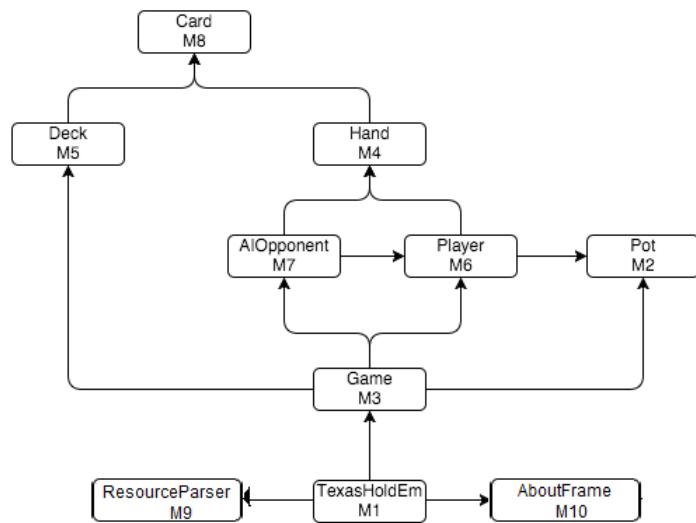 Card
M8
Deck
M5
Hand
M4
AIOpponent
M7
Player
M6
Pot
M2
Game
M3
ResourceParser
M9
TexasHoldEm
M1
AboutFrame
M10